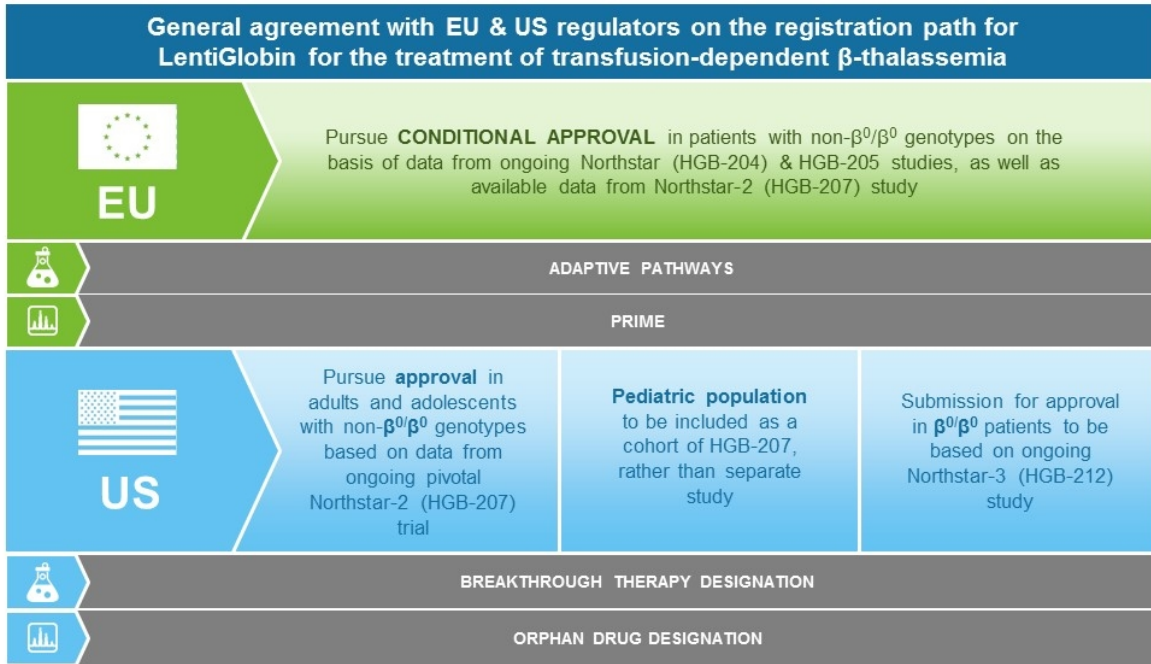 General agreement with EU & US regulators on the registration path for
LentiGlobin for the treatment of transfusion-dependent β-thalassemia
EU
Pursue CONDITIONAL APPROVAL in patients with non-β⁰/β⁰ genotypes on the
basis of data from ongoing Northstar (HGB-204) & HGB-205 studies, as well as
available data from Northstar-2 (HGB-207) study
ADAPTIVE PATHWAYS
PRIME
US
Pursue approval in
adults and adolescents
with non-β⁰/β⁰ genotypes
based on data from
ongoing pivotal
Northstar-2 (HGB-207)
trial
Pediatric population
to be included as a
cohort of HGB-207,
rather than separate
study
Submission for approval
in β⁰/β⁰ patients to be
based on ongoing
Northstar-3 (HGB-212)
study
BREAKTHROUGH THERAPY DESIGNATION
ORPHAN DRUG DESIGNATION